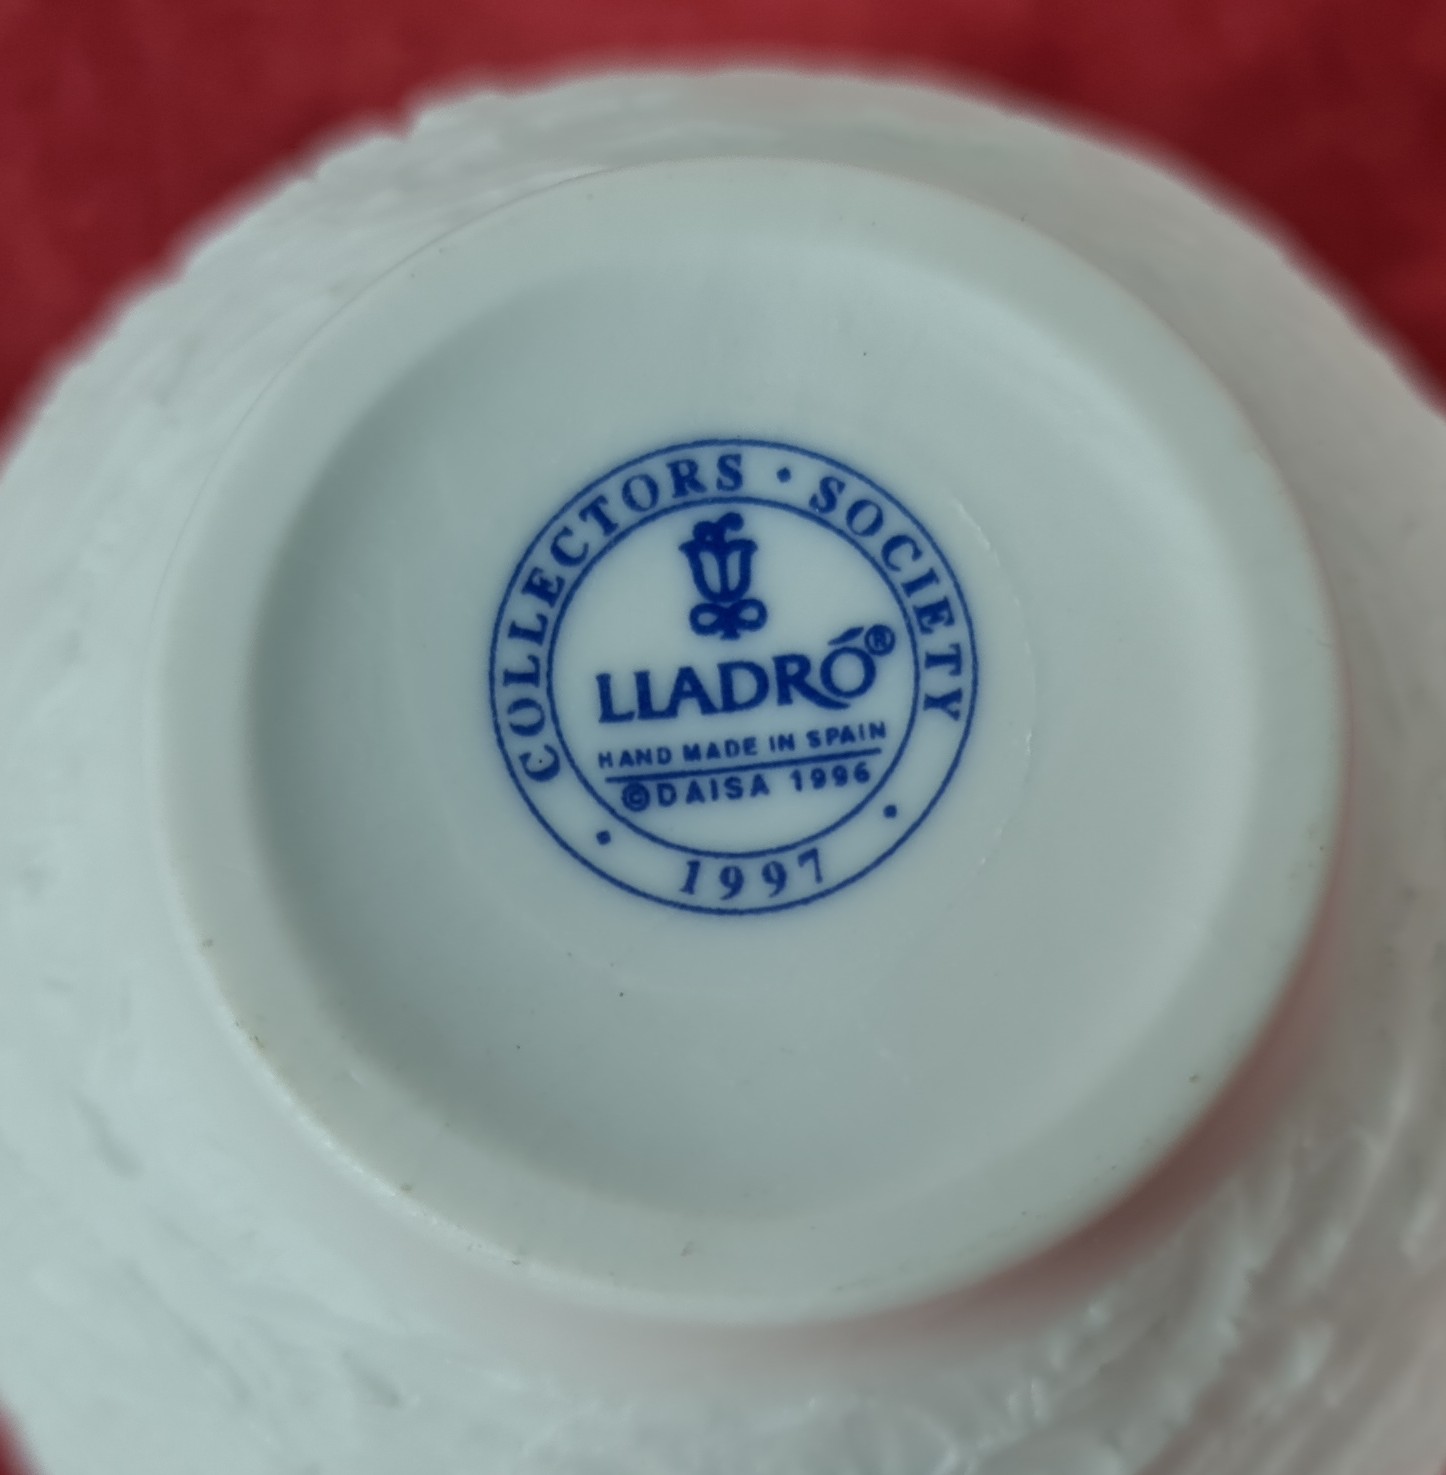 COLLECTORS · SOCIETY
LLADRÓ®
HAND MADE IN SPAIN
©DAISA 1996
· 1997 ·